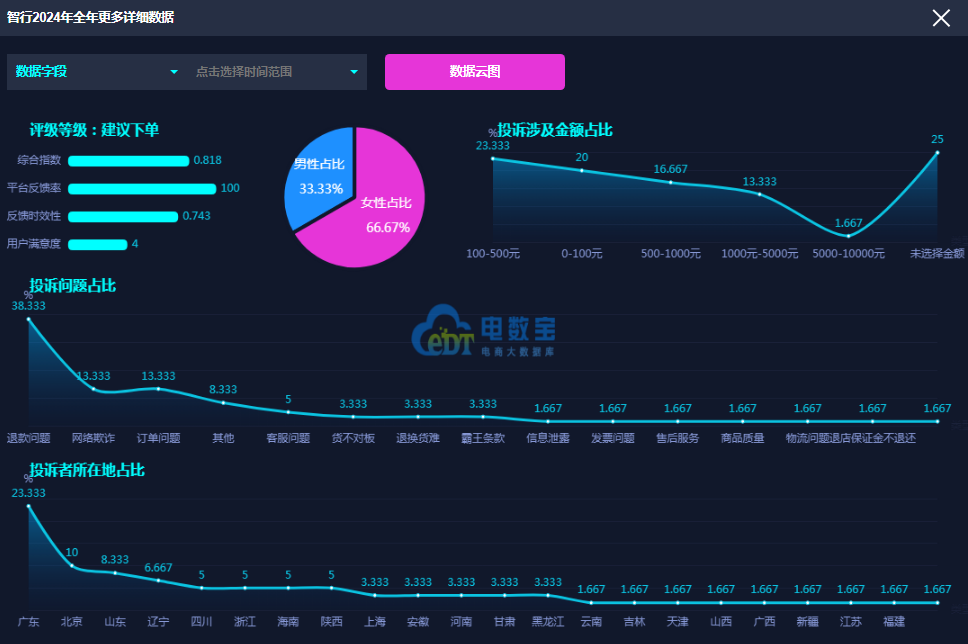 智行2024年全年更多详细数据
数据字段
点击选择时间范围
数据云图
评级等级：建议下单
综合指数 0.818
平台反馈率 100
反馈时效性 0.743
用户满意度 4
男性占比
33.33%
女性占比
66.67%
投诉涉及金额占比
%
23.333 20 16.667 13.333 1.667 25
100-500元 0-100元 500-1000元 1000元-5000元 5000-10000元 未选择金额
投诉问题占比
%
38.333 13.333 13.333 8.333 5 3.333 3.333 3.333 1.667 1.667 1.667 1.667 1.667 1.667 1.667
退款问题 网络欺诈 订单问题 其他 客服问题 货不对板 退换货难 霸王条款 信息泄露 发票问题 售后服务 商品质量 物流问题 退店保证金不退还
eDT 电数宝
电商大数据库
投诉者所在地占比
%
23.333 10 8.333 6.667 5 5 5 5 3.333 3.333 3.333 3.333 3.333 1.667 1.667 1.667 1.667 1.667 1.667 1.667 1.667 1.667
广东 北京 山东 辽宁 四川 浙江 海南 陕西 上海 安徽 河南 甘肃 黑龙江 云南 吉林 天津 山西 广西 新疆 江苏 福建